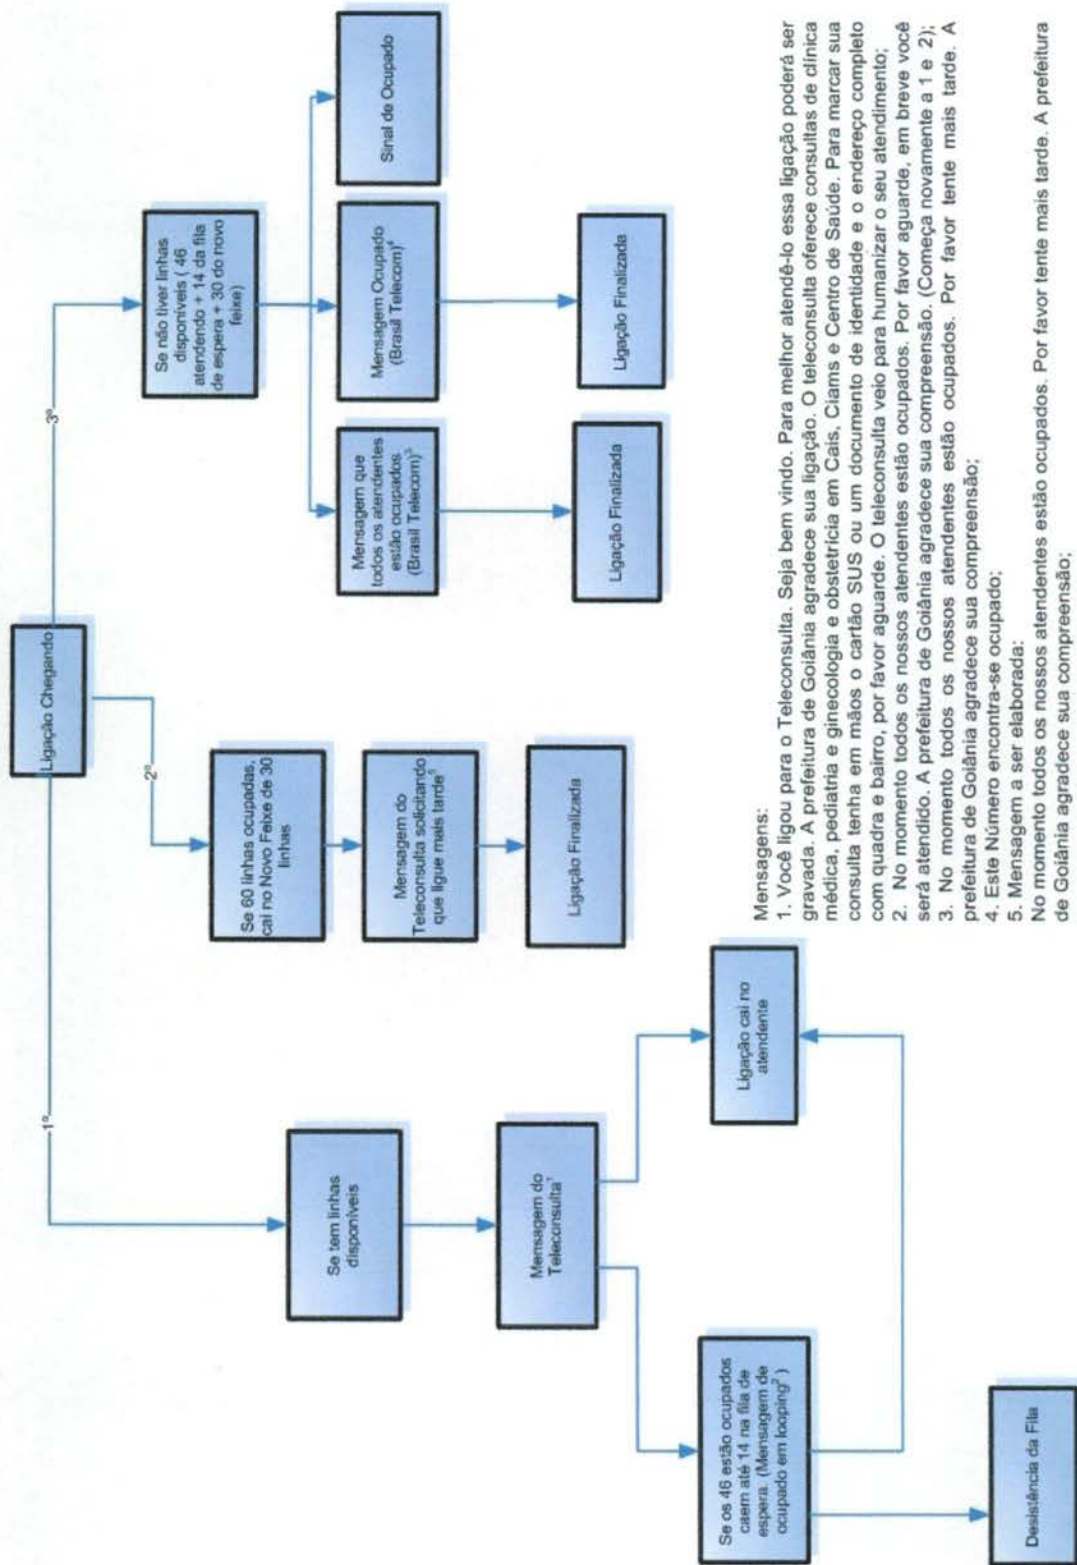 Ligação Chegando
1º
2º
3º
Se tem linhas
disponíveis
Mensagem do
Teleconsulta¹
Se os 46 estão ocupados
caem até 14 na fila de
espera. (Mensagem de
ocupado em looping² )
Desistência da Fila
Ligação cai no
atendente
Se 60 linhas ocupadas,
cai no Novo Feixe de 30
linhas
Mensagem do
Teleconsulta solicitando
que ligue mais tarde⁵
Ligação Finalizada
Se não tiver linhas
disponíveis ( 46
atendendo + 14 da fila
de espera + 30 do novo
feixe)
Mensagem que
todos os atendentes
estão ocupados
(Brasil Telecom)³
Ligação Finalizada
Mensagem Ocupado
(Brasil Telecom)⁴
Ligação Finalizada
Sinal de Ocupado
Mensagens:
1. Você ligou para o Teleconsulta. Seja bem vindo. Para melhor atendê-lo essa ligação poderá ser
gravada. A prefeitura de Goiânia agradece sua ligação. O teleconsulta oferece consultas de clínica
médica, pediatria e ginecologia e obstetrícia em Cais, Ciams e Centro de Saúde. Para marcar sua
consulta tenha em mãos o cartão SUS ou um documento de identidade e o endereço completo
com quadra e bairro, por favor aguarde. O teleconsulta veio para humanizar o seu atendimento;
2. No momento todos os nossos atendentes estão ocupados. Por favor aguarde, em breve você
será atendido. A prefeitura de Goiânia agradece sua compreensão. (Começa novamente a 1 e 2);
3. No momento todos os nossos atendentes estão ocupados. Por favor tente mais tarde. A
prefeitura de Goiânia agradece sua compreensão;
4. Este Número encontra-se ocupado;
5. Mensagem a ser elaborada:
No momento todos os nossos atendentes estão ocupados. Por favor tente mais tarde. A prefeitura
de Goiânia agradece sua compreensão;